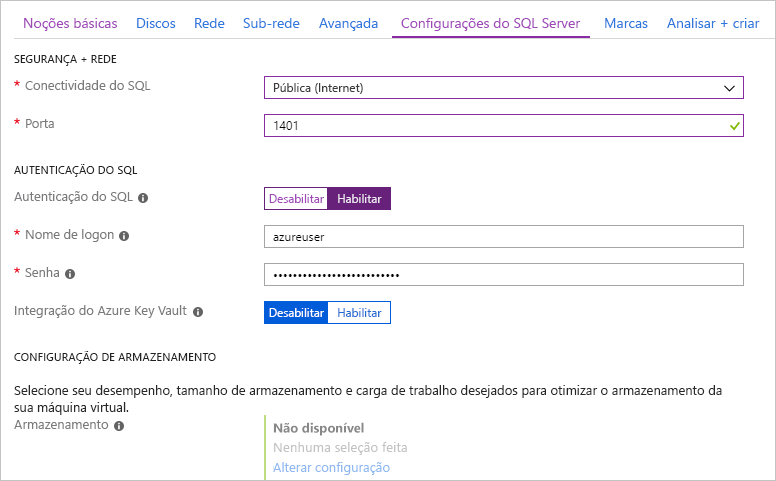 Noções básicas Discos Rede Sub-rede Avançada Configurações do SQL Server Marcas Analisar + criar
SEGURANÇA + REDE
* Conectividade do SQL Pública (Internet)
* Porta 1401
AUTENTICAÇÃO DO SQL
Autenticação do SQL Desabilitar Habilitar
* Nome de logon azureuser
* Senha ••••••••••••••••••••••••••
Integração do Azure Key Vault Desabilitar Habilitar
CONFIGURAÇÃO DE ARMAZENAMENTO
Selecione seu desempenho, tamanho de armazenamento e carga de trabalho desejados para otimizar o armazenamento da
sua máquina virtual.
Armazenamento Não disponível
Nenhuma seleção feita
Alterar configuração